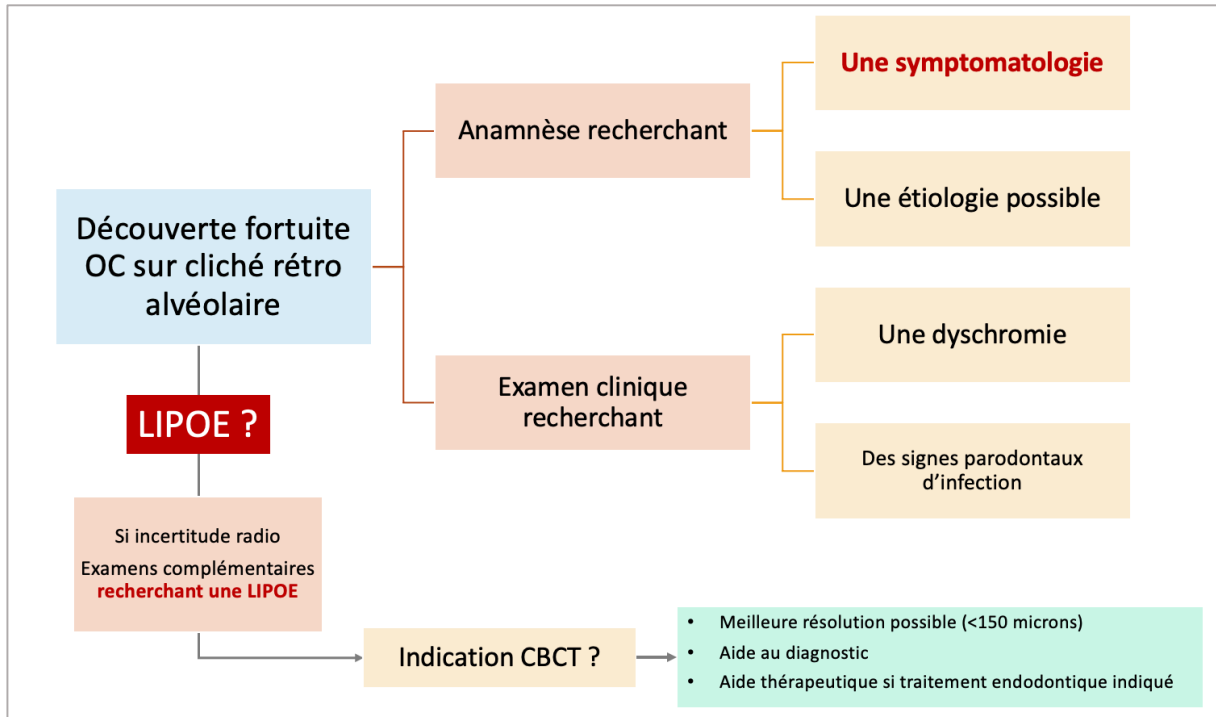 Découverte fortuite
OC sur cliché rétro
alvéolaire
Anamnèse recherchant
Une symptomatologie
Une étiologie possible
Examen clinique
recherchant
Une dyschromie
Des signes parodontaux
d’infection
LIPOE ?
Si incertitude radio
Examens complémentaires
recherchant une LIPOE
Indication CBCT ?
• Meilleure résolution possible (<150 microns)
• Aide au diagnostic
• Aide thérapeutique si traitement endodontique indiqué